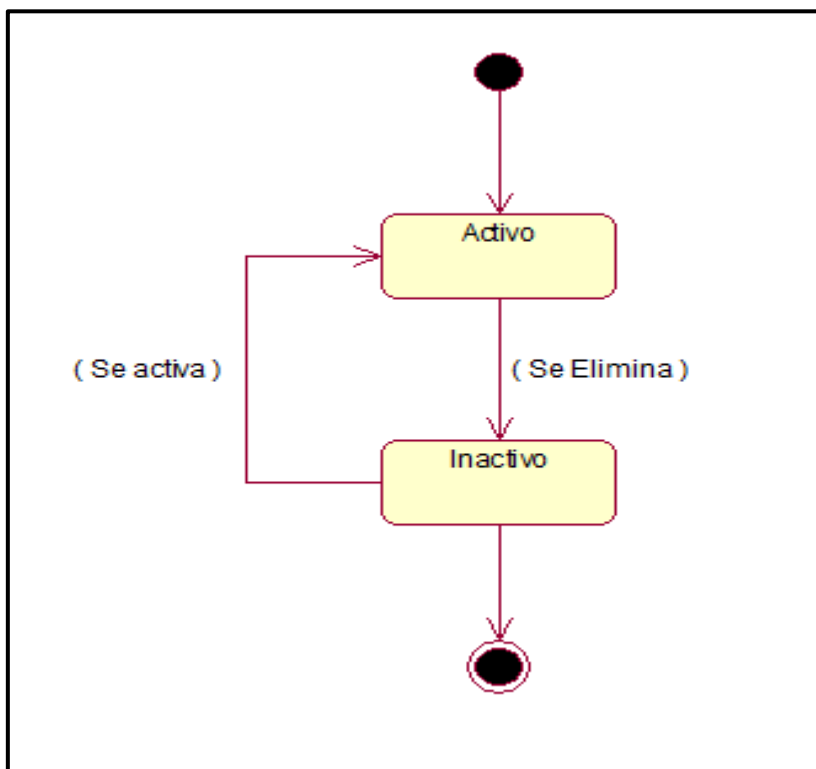 Activo
( Se activa )
( Se Elimina )
Inactivo